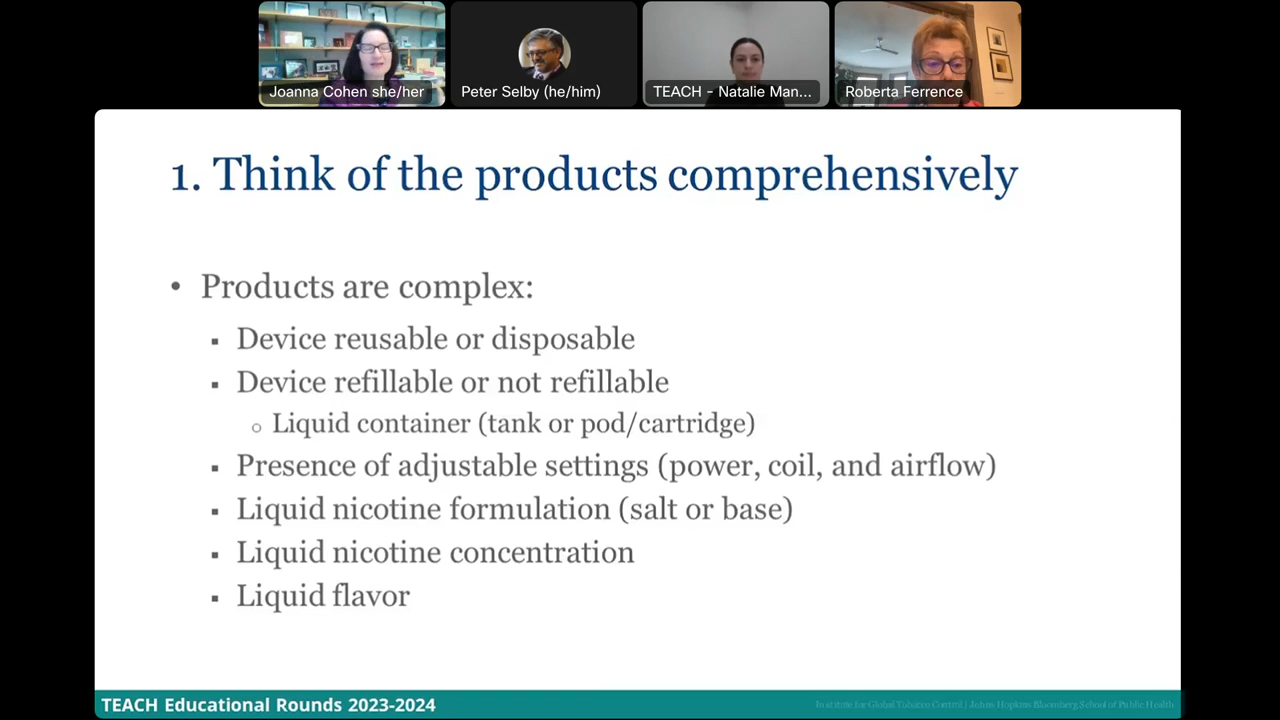 Joanna Cohen she/her
Peter Selby (he/him)
TEACH - Natalie Man...
Roberta Ferrence
1. Think of the products comprehensively
• Products are complex:
▪ Device reusable or disposable
▪ Device refillable or not refillable
○ Liquid container (tank or pod/cartridge)
▪ Presence of adjustable settings (power, coil, and airflow)
▪ Liquid nicotine formulation (salt or base)
▪ Liquid nicotine concentration
▪ Liquid flavor
TEACH Educational Rounds 2023-2024
Institute for Global Tobacco Control | Johns Hopkins Bloomberg School of Public Health